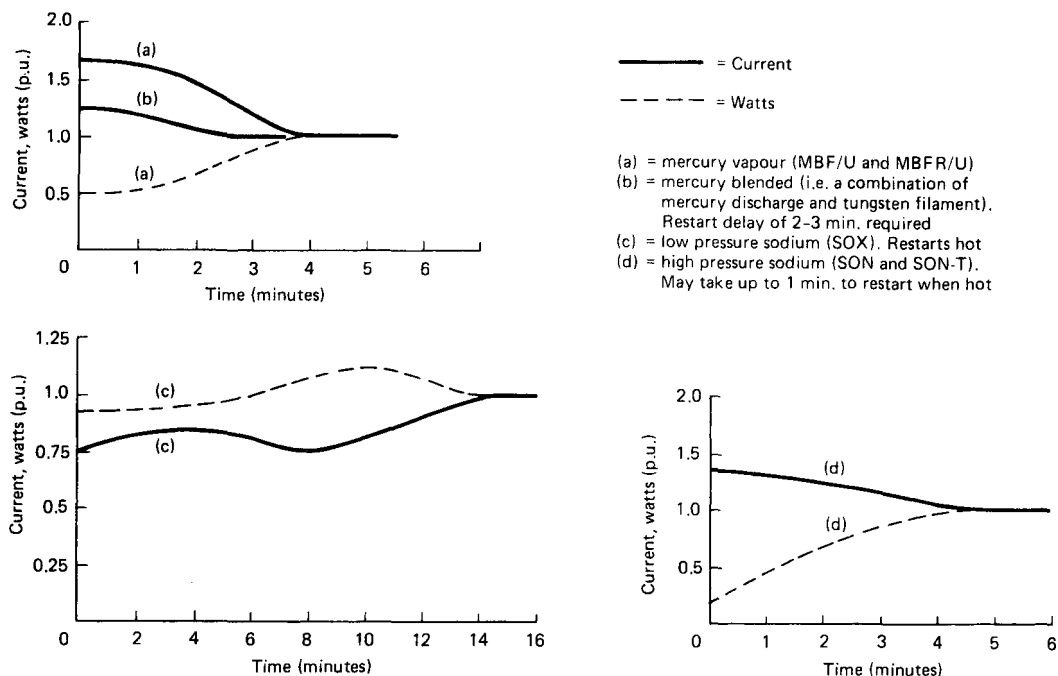 2.0
1.5
1.0
0.5
0
Current, watts (p.u.)
(a)
(b)
(a)
1 2 3 4 5 6
Time (minutes)
= Current
= Watts
(a) = mercury vapour (MBF/U and MBFR/U)
(b) = mercury blended (i.e. a combination of
mercury discharge and tungsten filament).
Restart delay of 2–3 min. required
(c) = low pressure sodium (SOX). Restarts hot
(d) = high pressure sodium (SON and SON-T).
May take up to 1 min. to restart when hot
1.25
1.0
0.75
0.5
0.25
0
Current, watts (p.u.)
(c)
(c)
2 4 6 8 10 12 14 16
Time (minutes)
2.0
1.5
1.0
0.5
0
Current, watts (p.u.)
(d)
(d)
1 2 3 4 5 6
Time (minutes)